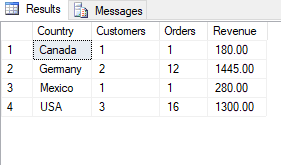 Results Messages
Country Customers Orders Revenue
1 Canada 1 1 180.00
2 Germany 2 12 1445.00
3 Mexico 1 1 280.00
4 USA 3 16 1300.00